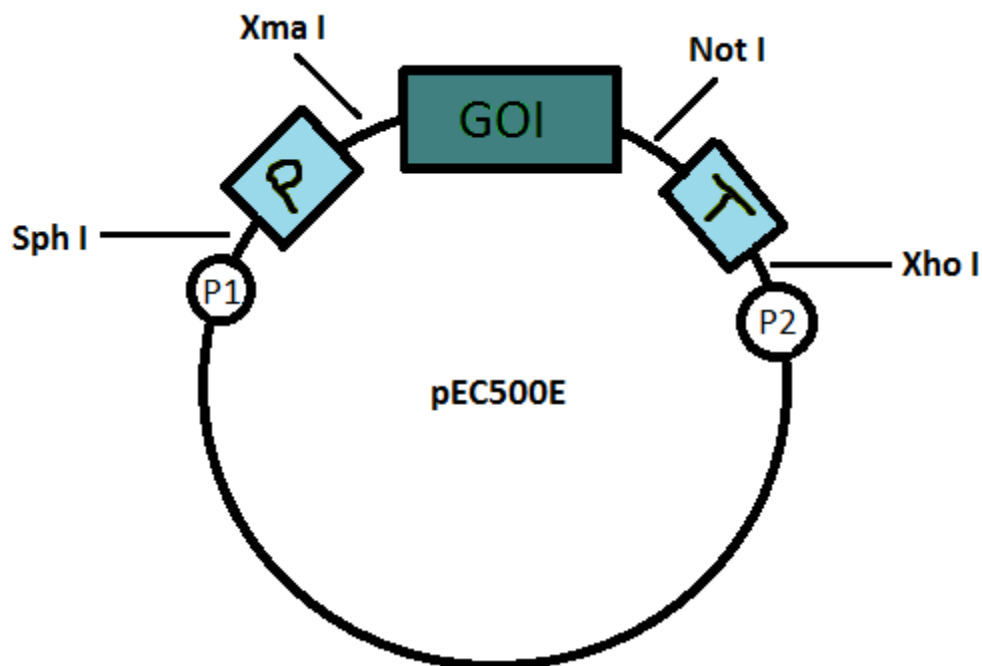 Xma I
Not I
GOI
P
T
Sph I
Xho I
P1
P2
pEC500E